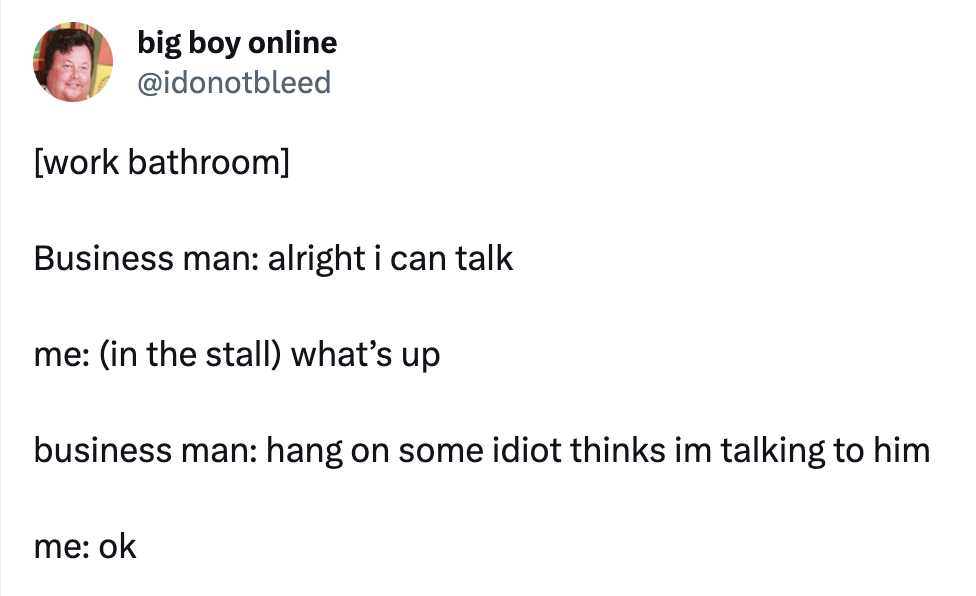 big boy online
@idonotbleed
[work bathroom]
Business man: alright i can talk
me: (in the stall) what’s up
business man: hang on some idiot thinks im talking to him
me: ok